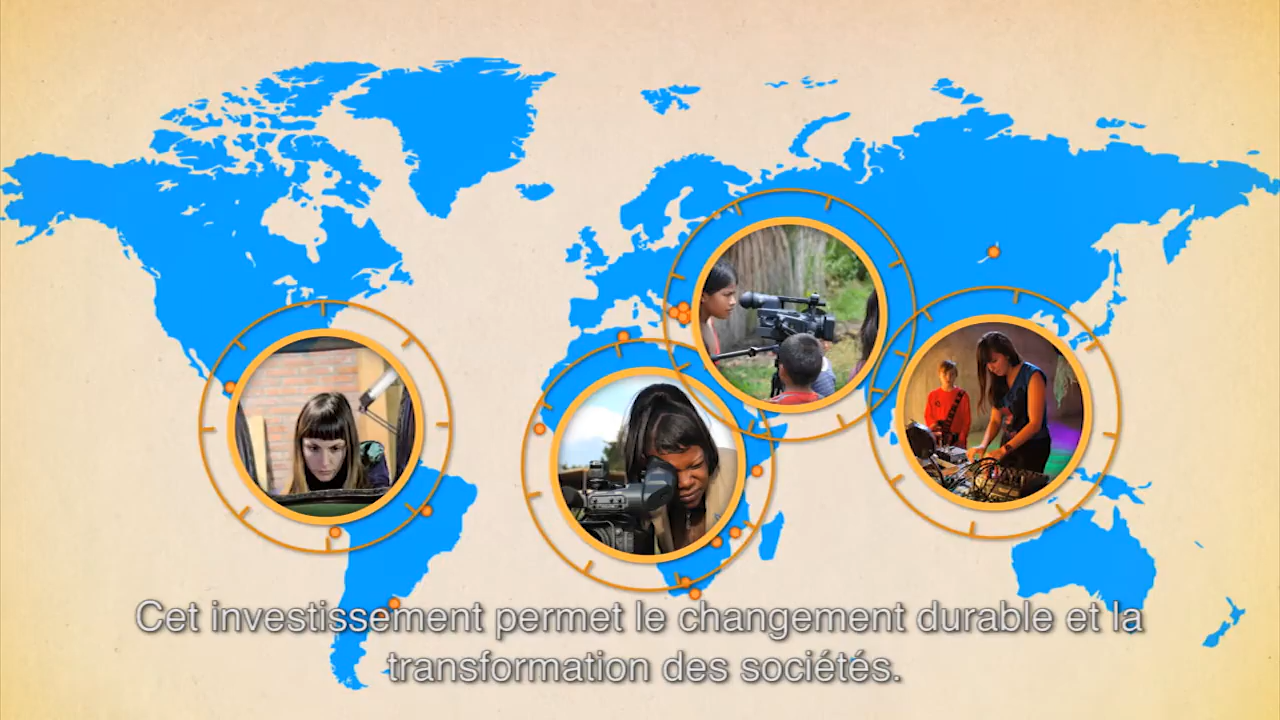 Cet investissement permet le changement durable et la
transformation des sociétés.